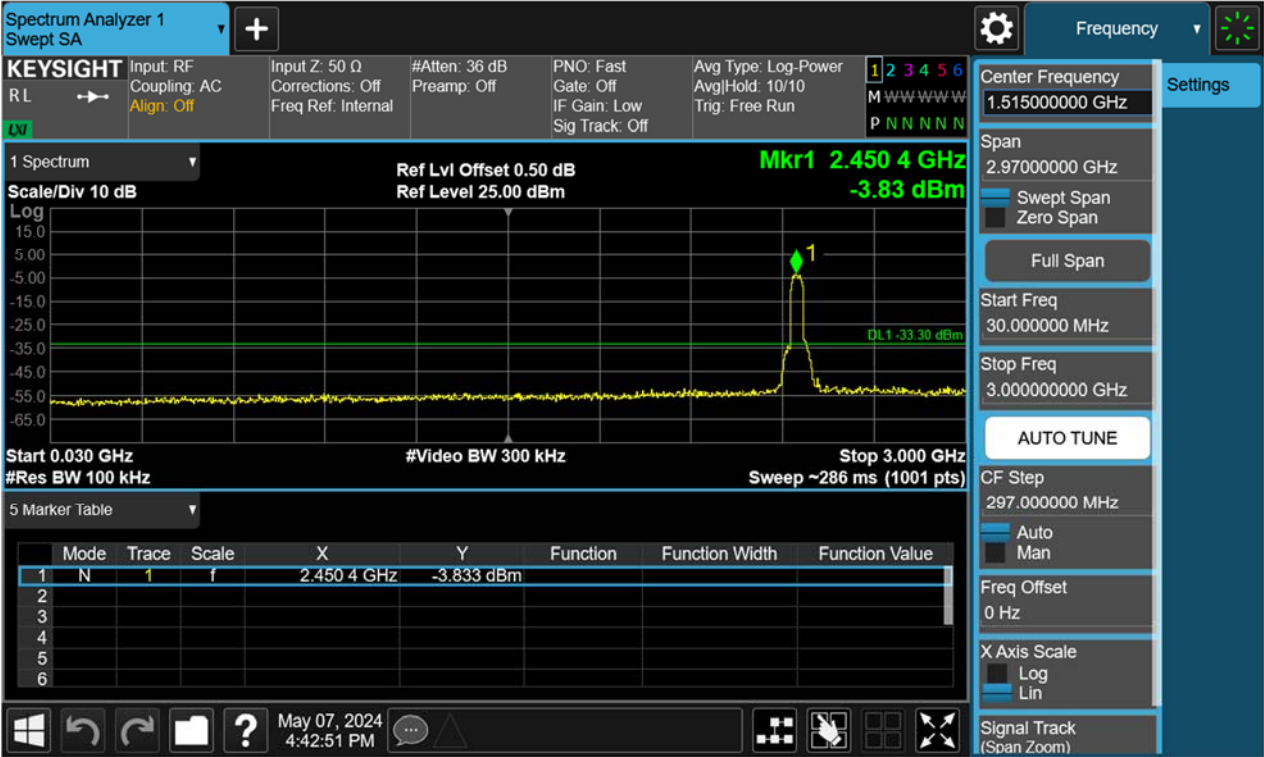 Spectrum Analyzer 1
Swept SA
+
Frequency
KEYSIGHT
R L
LXI
Input: RF
Coupling: AC
Align: Off
Input Z: 50 Ω
Corrections: Off
Freq Ref: Internal
#Atten: 36 dB
Preamp: Off
PNO: Fast
Gate: Off
IF Gain: Low
Sig Track: Off
Avg Type: Log-Power
Avg|Hold: 10/10
Trig: Free Run
1 2 3 4 5 6
M W W W W W
P N N N N N
1 Spectrum
Scale/Div 10 dB
Ref Lvl Offset 0.50 dB
Ref Level 25.00 dBm
Mkr1 2.450 4 GHz
-3.83 dBm
Log
15.0
5.00
-5.00
-15.0
-25.0
-35.0
-45.0
-55.0
-65.0
1
DL1 -33.30 dBm
Start 0.030 GHz
#Res BW 100 kHz
#Video BW 300 kHz
Stop 3.000 GHz
Sweep ~286 ms (1001 pts)
5 Marker Table
Mode Trace Scale X Y Function Function Width Function Value
1 N 1 f 2.450 4 GHz -3.833 dBm
2
3
4
5
6
May 07, 2024
4:42:51 PM
?
Center Frequency
1.515000000 GHz
Settings
Span
2.97000000 GHz
Swept Span
Zero Span
Full Span
Start Freq
30.000000 MHz
Stop Freq
3.000000000 GHz
AUTO TUNE
CF Step
297.000000 MHz
Auto
Man
Freq Offset
0 Hz
X Axis Scale
Log
Lin
Signal Track
(Span Zoom)